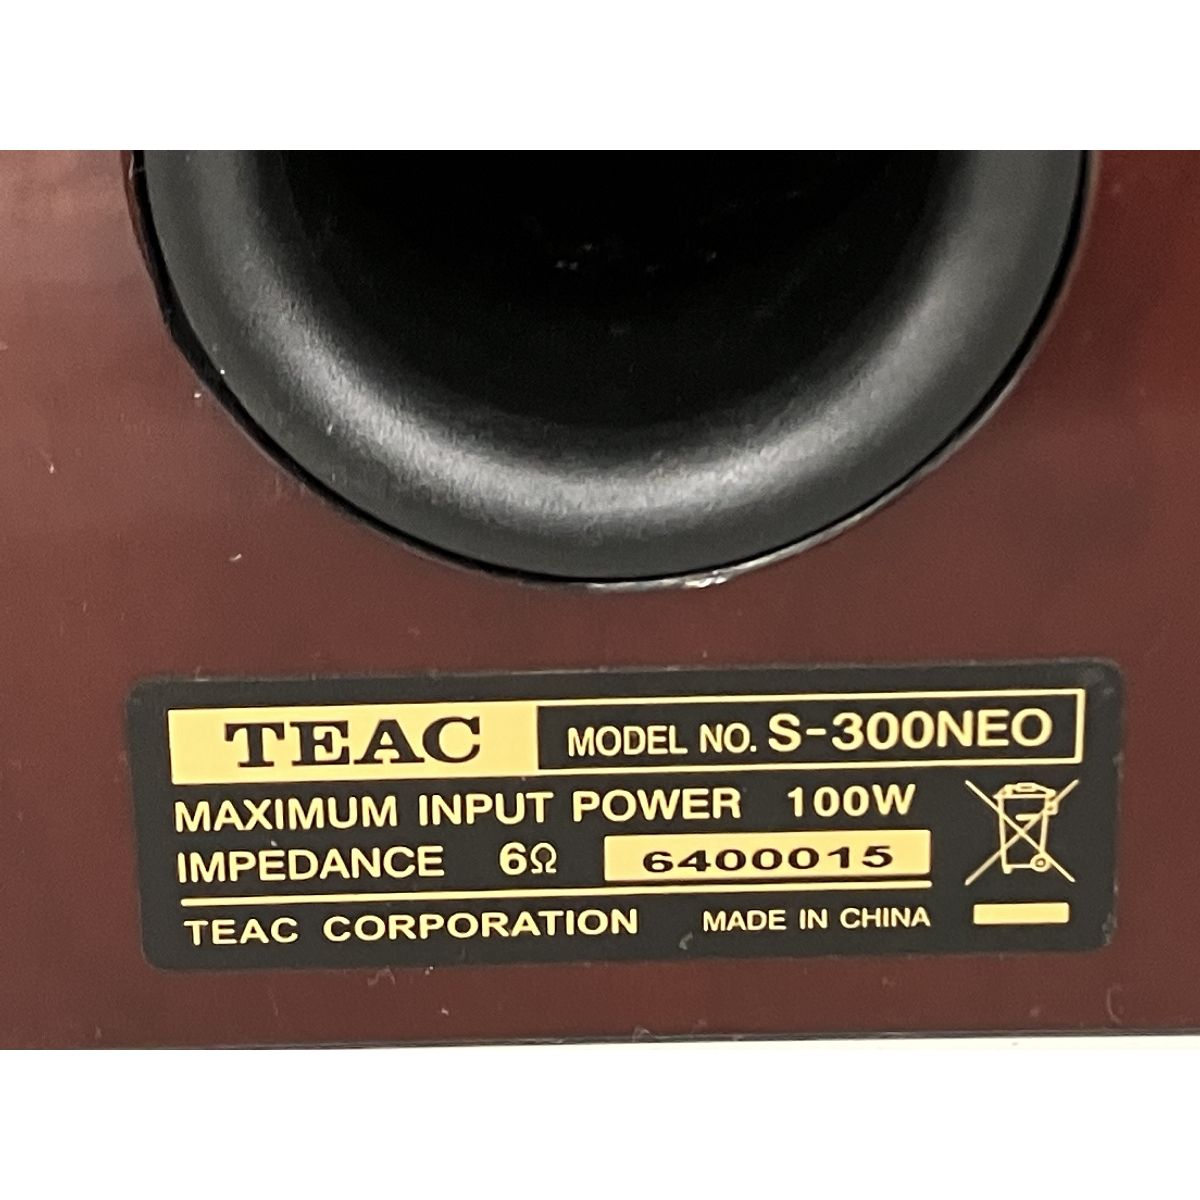 TEAC MODEL NO. S-300NEO
MAXIMUM INPUT POWER 100W
IMPEDANCE 6Ω 6400015
TEAC CORPORATION MADE IN CHINA